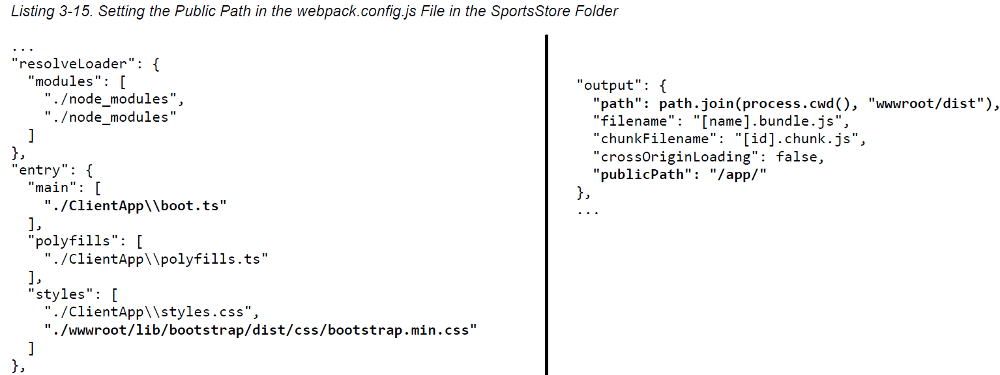 Listing 3-15. Setting the Public Path in the webpack.config.js File in the SportsStore Folder
...
"resolveLoader": {
  "modules": [
    "./node_modules",
    "./node_modules"
  ]
},
"entry": {
  "main": [
    "./ClientApp\\boot.ts"
  ],
  "polyfills": [
    "./ClientApp\\polyfills.ts"
  ],
  "styles": [
    "./ClientApp\\styles.css",
    "./wwwroot/lib/bootstrap/dist/css/bootstrap.min.css"
  ]
},
"output": {
  "path": path.join(process.cwd(), "wwwroot/dist"),
  "filename": "[name].bundle.js",
  "chunkFilename": "[id].chunk.js",
  "crossOriginLoading": false,
  "publicPath": "/app/"
},
...